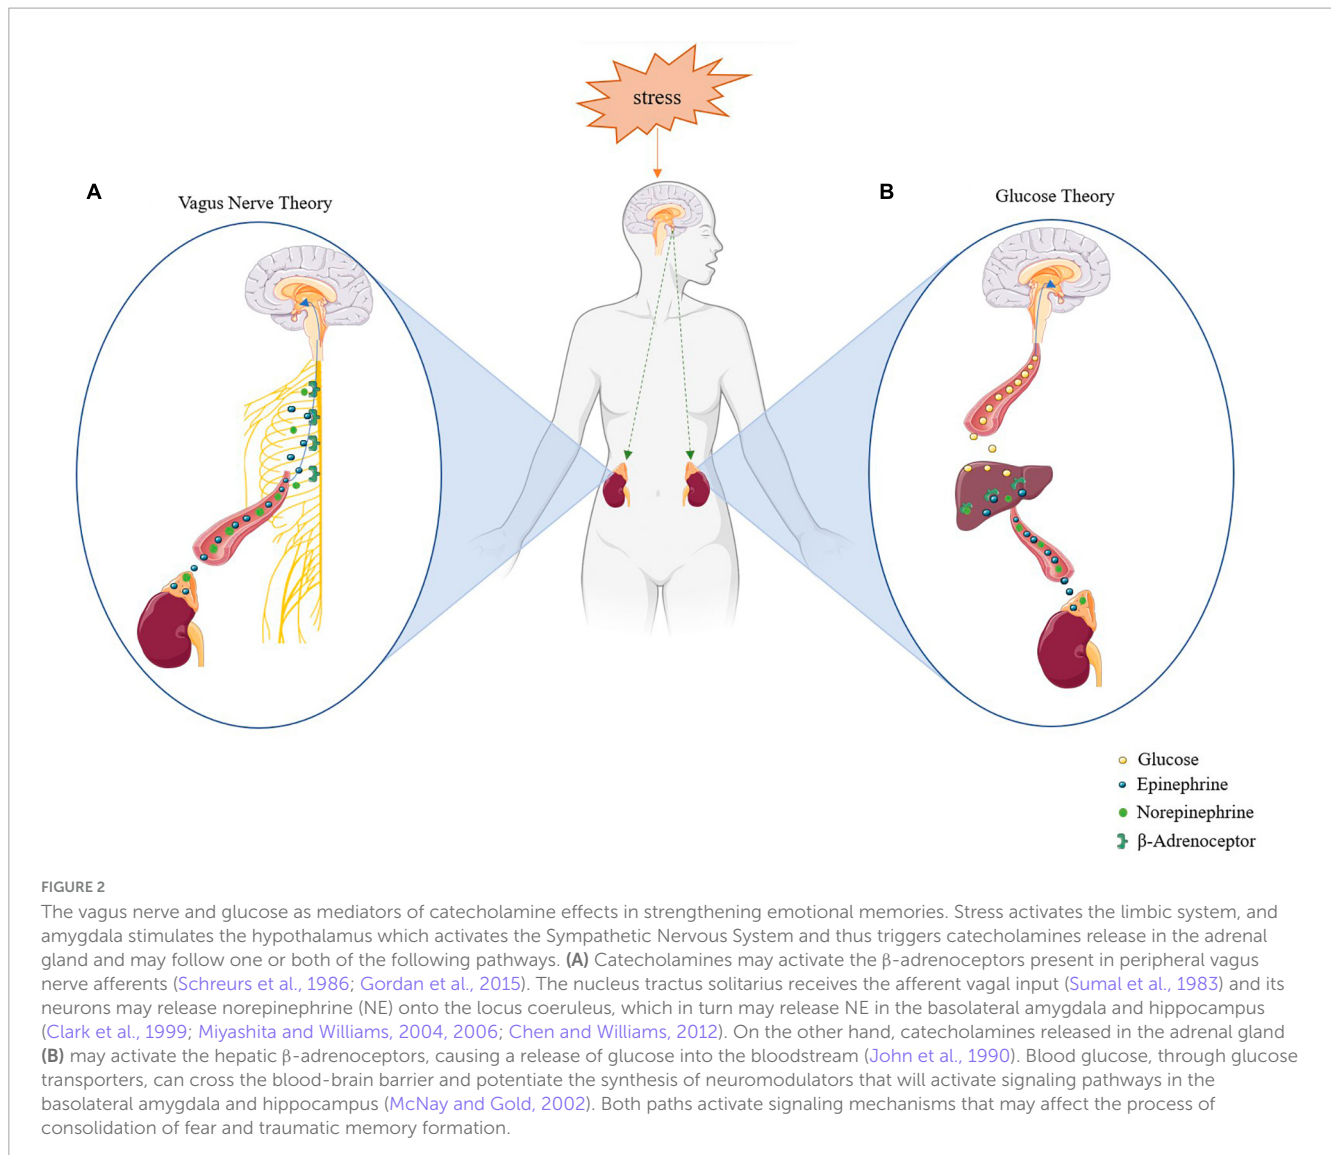 stress
A
Vagus Nerve Theory
B
Glucose Theory
Glucose
Epinephrine
Norepinephrine
β-Adrenoceptor
FIGURE 2
The vagus nerve and glucose as mediators of catecholamine effects in strengthening emotional memories. Stress activates the limbic system, and
amygdala stimulates the hypothalamus which activates the Sympathetic Nervous System and thus triggers catecholamines release in the adrenal
gland and may follow one or both of the following pathways. (A) Catecholamines may activate the β-adrenoceptors present in peripheral vagus
nerve afferents (Schreurs et al., 1986; Gordan et al., 2015). The nucleus tractus solitarius receives the afferent vagal input (Sumal et al., 1983) and its
neurons may release norepinephrine (NE) onto the locus coeruleus, which in turn may release NE in the basolateral amygdala and hippocampus
(Clark et al., 1999; Miyashita and Williams, 2004, 2006; Chen and Williams, 2012). On the other hand, catecholamines released in the adrenal gland
(B) may activate the hepatic β-adrenoceptors, causing a release of glucose into the bloodstream (John et al., 1990). Blood glucose, through glucose
transporters, can cross the blood-brain barrier and potentiate the synthesis of neuromodulators that will activate signaling pathways in the
basolateral amygdala and hippocampus (McNay and Gold, 2002). Both paths activate signaling mechanisms that may affect the process of
consolidation of fear and traumatic memory formation.